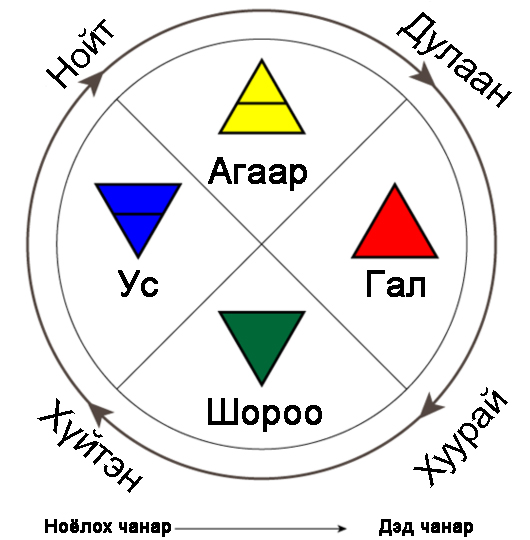 Нойт
Дулаан
Агаар
Ус
Гал
Шороо
Хүйтэн
Хуурай
Ноёлох чанар
Дэд чанар